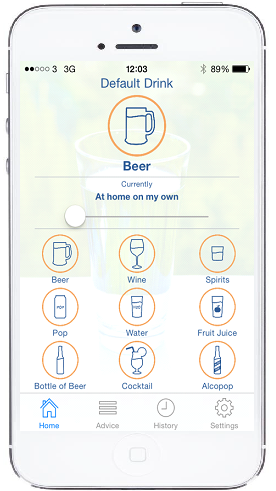 3 3G 12:03 89%
Default Drink
Beer
Currently
At home on my own
Beer Wine Spirits
POP
Pop Water Fruit Juice
Bottle of Beer Cocktail Alcopop
Home Advice History Settings